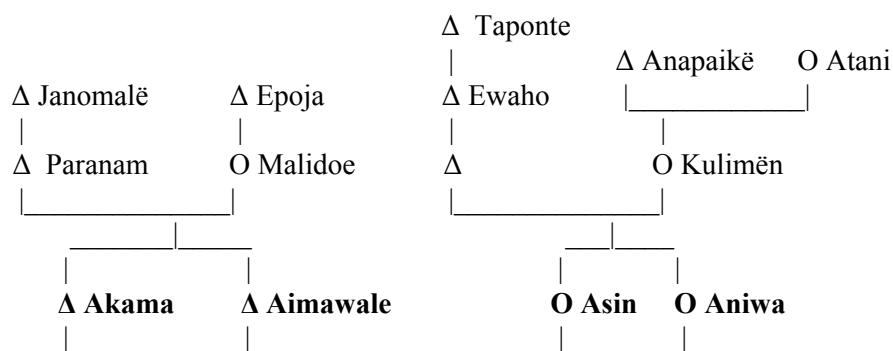 Δ Taponte
Δ Anapaikë O Atani
Δ Janomalë Δ Epoja Δ Ewaho
Δ Paranam O Malidoe Δ O Kulimën
Δ Akama Δ Aimawale O Asin O Aniwa